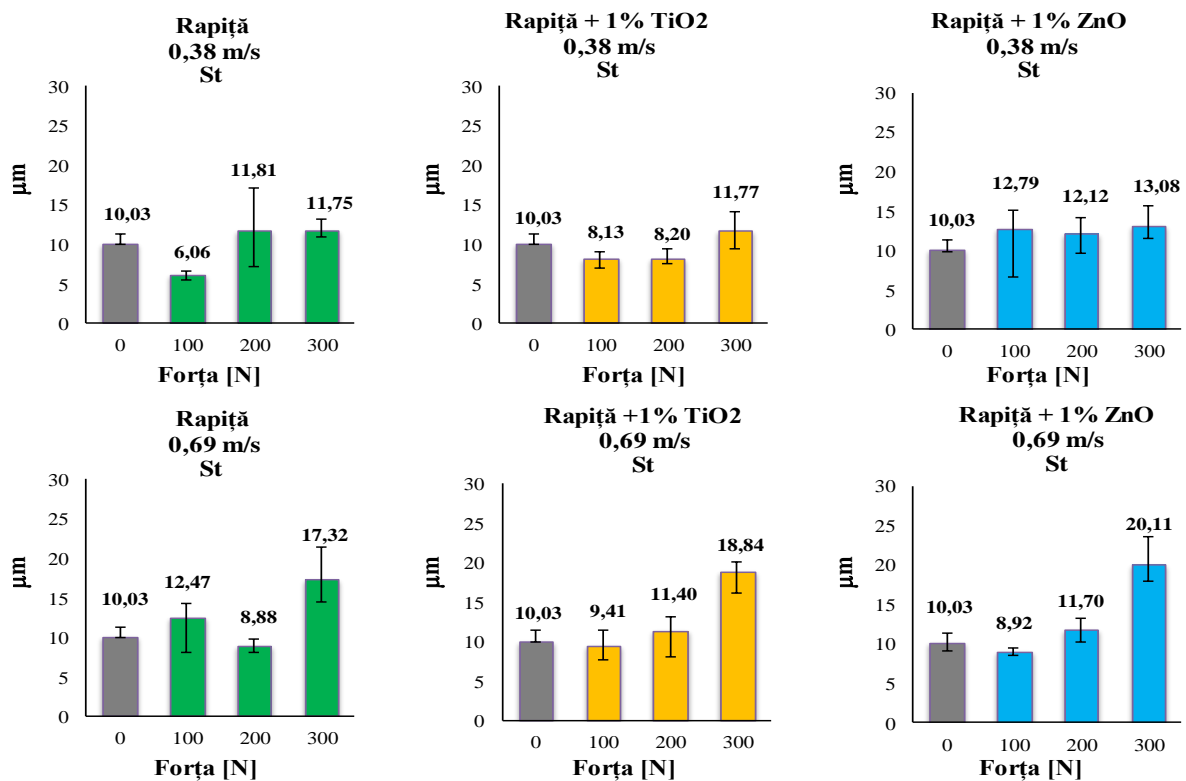 Rapiță
0,38 m/s
St
30
25
20
15
10
5
0
μm
10,03
6,06
11,81
11,75
0 100 200 300
Forța [N]
Rapiță + 1% TiO2
0,38 m/s
St
30
25
20
15
10
5
0
μm
10,03
8,13
8,20
11,77
0 100 200 300
Forța [N]
Rapiță + 1% ZnO
0,38 m/s
St
30
25
20
15
10
5
0
μm
10,03
12,79
12,12
13,08
0 100 200 300
Forța [N]
Rapiță
0,69 m/s
St
30
25
20
15
10
5
0
μm
10,03
12,47
8,88
17,32
0 100 200 300
Forța [N]
Rapiță +1% TiO2
0,69 m/s
St
30
25
20
15
10
5
0
μm
10,03
9,41
11,40
18,84
0 100 200 300
Forța [N]
Rapiță + 1% ZnO
0,69 m/s
St
30
25
20
15
10
5
0
μm
10,03
8,92
11,70
20,11
0 100 200 300
Forța [N]